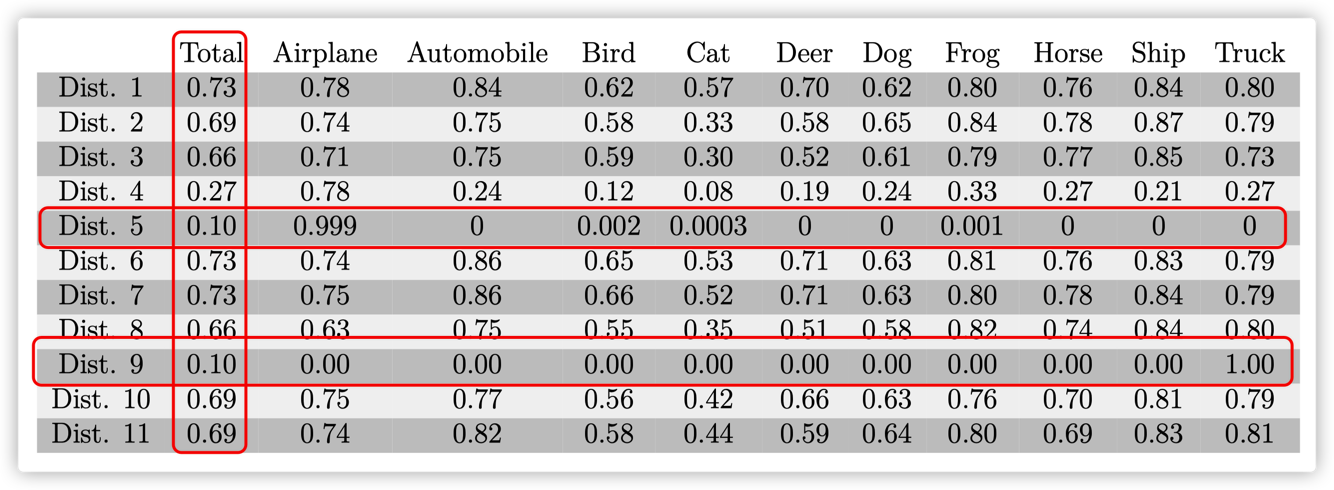 Total Airplane Automobile Bird Cat Deer Dog Frog Horse Ship Truck
Dist. 1 0.73 0.78 0.84 0.62 0.57 0.70 0.62 0.80 0.76 0.84 0.80
Dist. 2 0.69 0.74 0.75 0.58 0.33 0.58 0.65 0.84 0.78 0.87 0.79
Dist. 3 0.66 0.71 0.75 0.59 0.30 0.52 0.61 0.79 0.77 0.85 0.73
Dist. 4 0.27 0.78 0.24 0.12 0.08 0.19 0.24 0.33 0.27 0.21 0.27
Dist. 5 0.10 0.999 0 0.002 0.0003 0 0 0.001 0 0 0
Dist. 6 0.73 0.74 0.86 0.65 0.53 0.71 0.63 0.81 0.76 0.83 0.79
Dist. 7 0.73 0.75 0.86 0.66 0.52 0.71 0.63 0.80 0.78 0.84 0.79
Dist. 8 0.66 0.63 0.75 0.55 0.35 0.51 0.58 0.82 0.74 0.84 0.80
Dist. 9 0.10 0.00 0.00 0.00 0.00 0.00 0.00 0.00 0.00 0.00 1.00
Dist. 10 0.69 0.75 0.77 0.56 0.42 0.66 0.63 0.76 0.70 0.81 0.79
Dist. 11 0.69 0.74 0.82 0.58 0.44 0.59 0.64 0.80 0.69 0.83 0.81